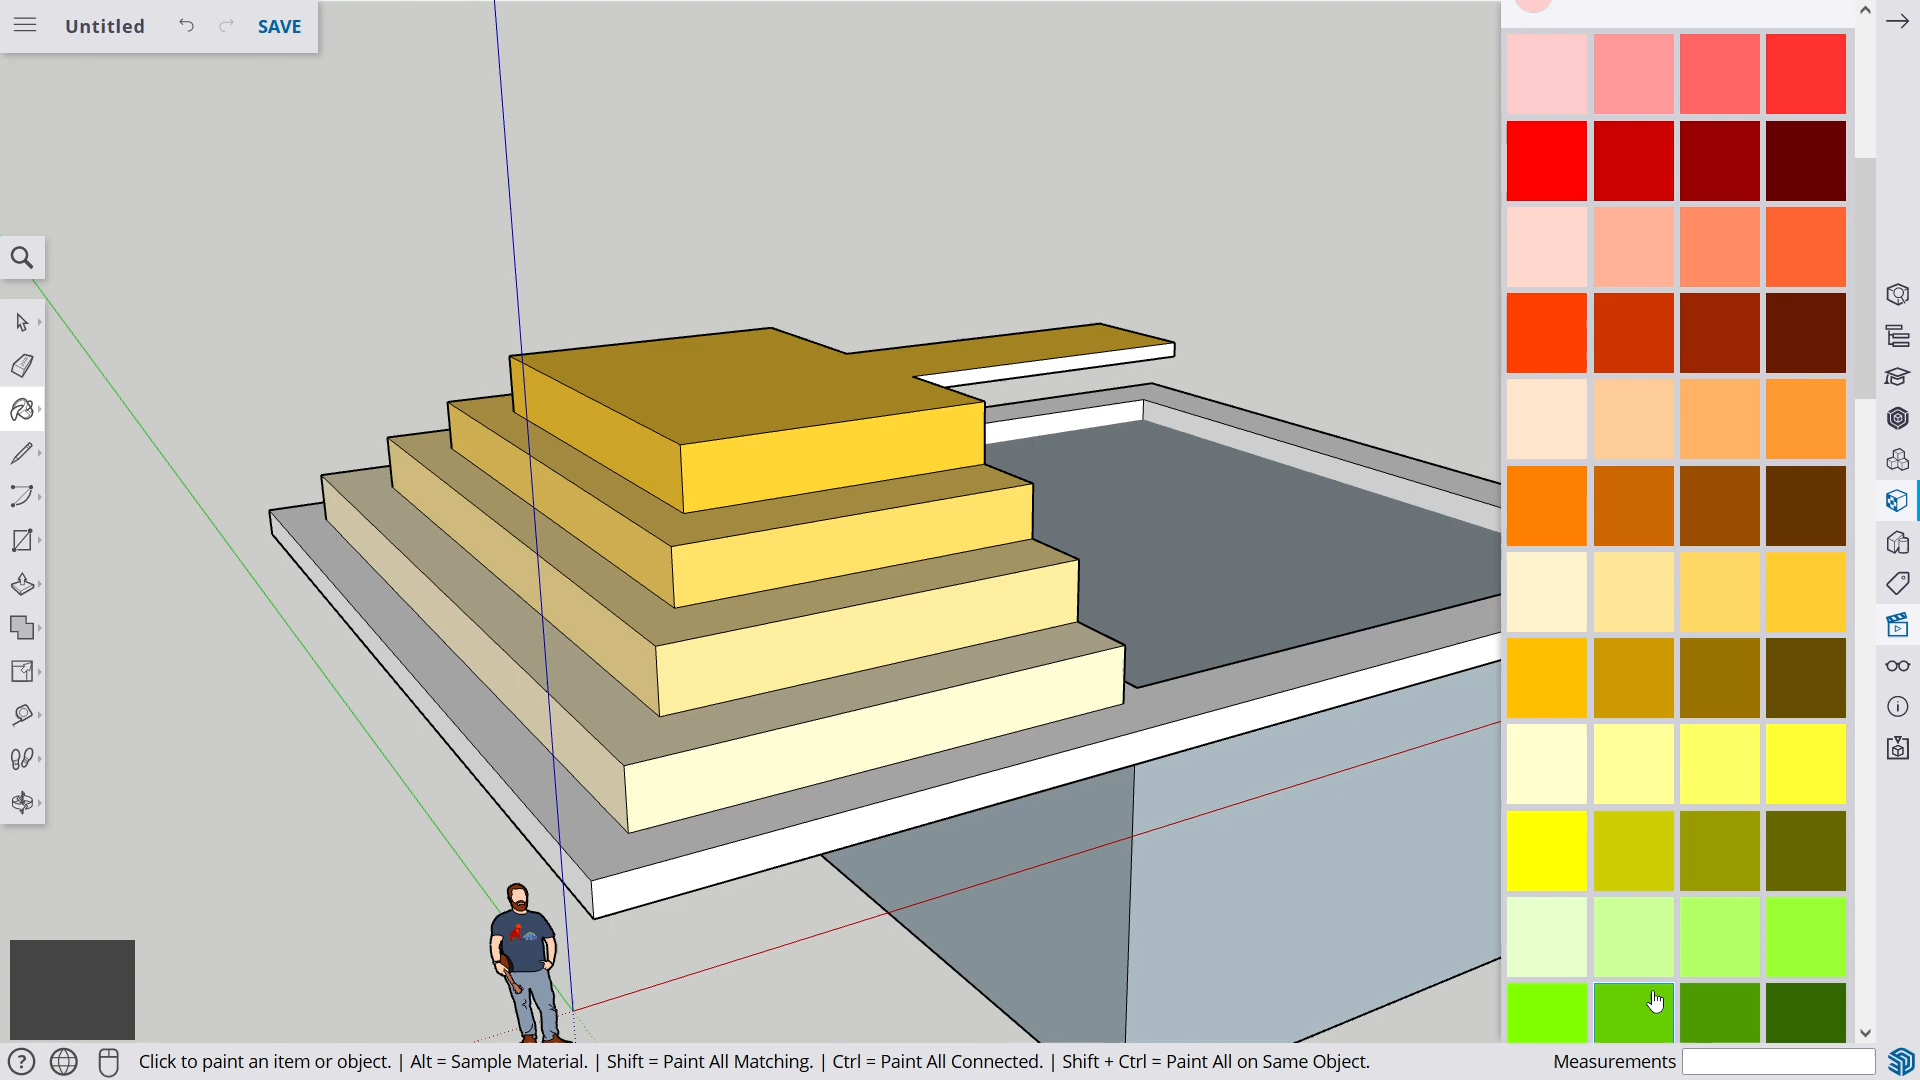 Untitled
SAVE
Click to paint an item or object. | Alt = Sample Material. | Shift = Paint All Matching. | Ctrl = Paint All Connected. | Shift + Ctrl = Paint All on Same Object.
Measurements